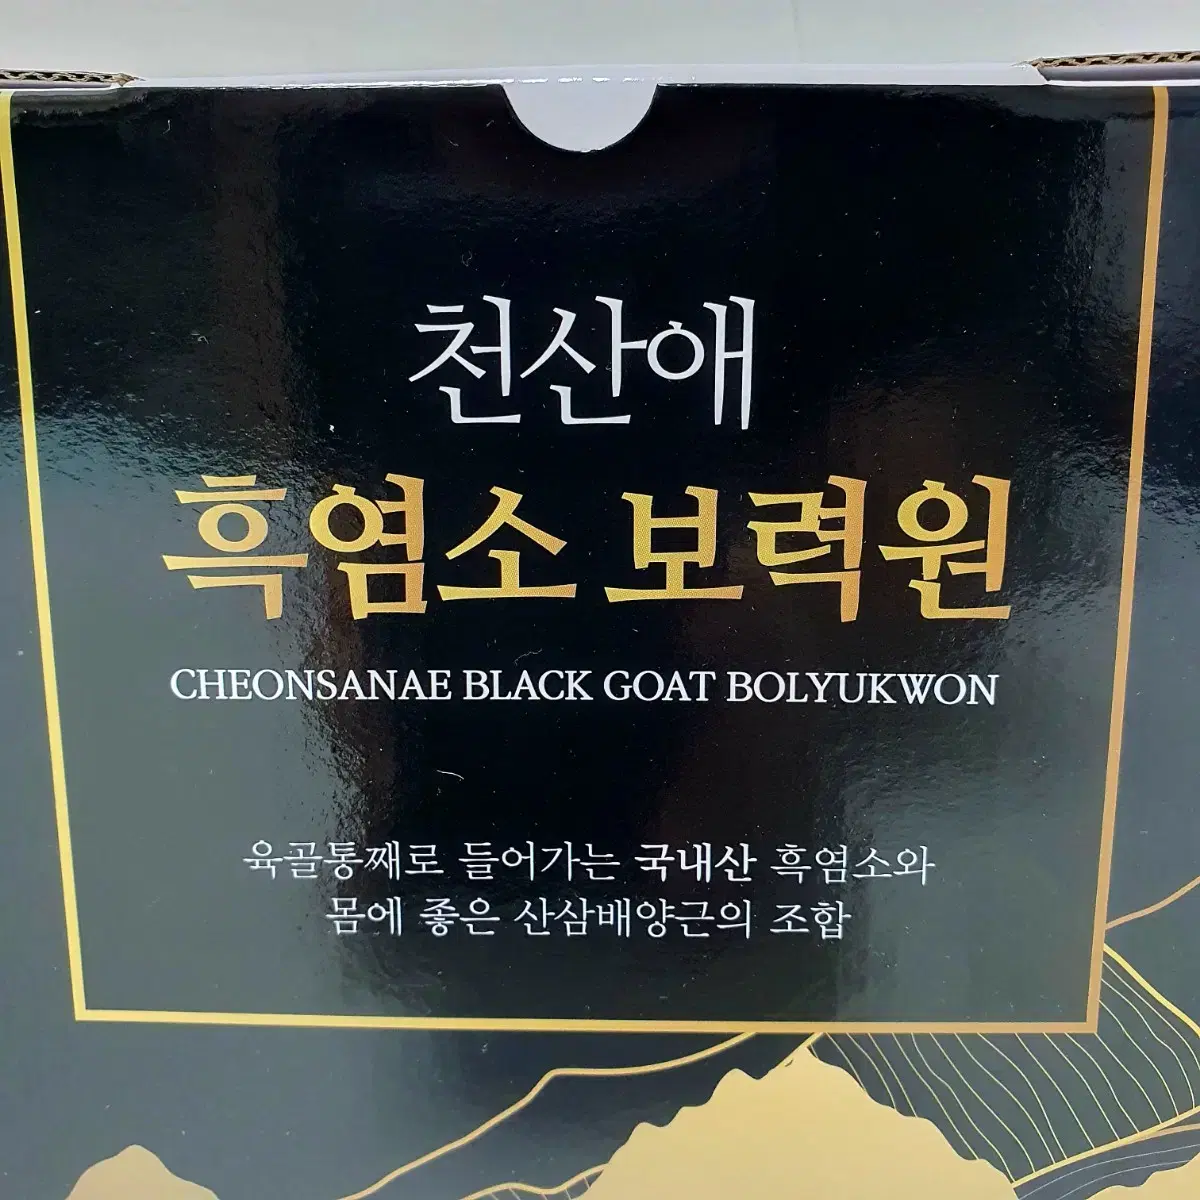 천산애
흑염소 보력원
CHEONSANAE BLACK GOAT BOLYUKWON
육골통째로 들어가는 국내산 흑염소와
몸에 좋은 산삼배양근의 조합